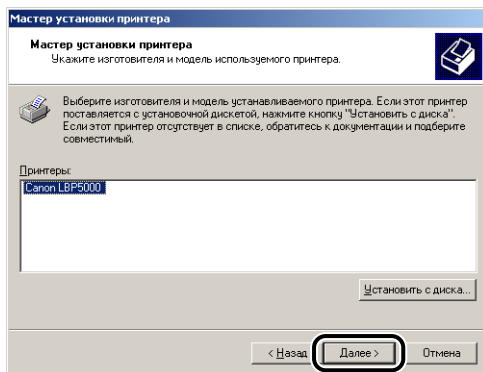 Мастер установки принтера
Мастер установки принтера
Укажите изготовителя и модель используемого принтера.
Выберите изготовителя и модель устанавливаемого принтера. Если этот принтер
поставляется с установочной дискетой, нажмите кнопку "Установить с диска".
Если этот принтер отсутствует в списке, обратитесь к документации и подберите
совместимый.
Принтеры:
Canon LBP5000
Установить с диска...
< Назад
Далее >
Отмена